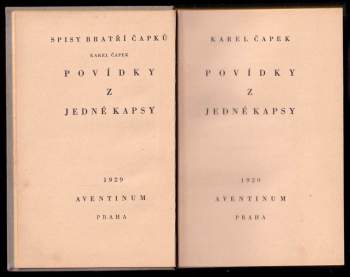 SPISY BRATŘÍ ČAPKŮ
KAREL ČAPEK
POVÍDKY
Z
JEDNÉ KAPSY
1929
AVENTINUM
PRAHA
KAREL ČAPEK
POVÍDKY
Z
JEDNÉ KAPSY
1929
AVENTINUM
PRAHA